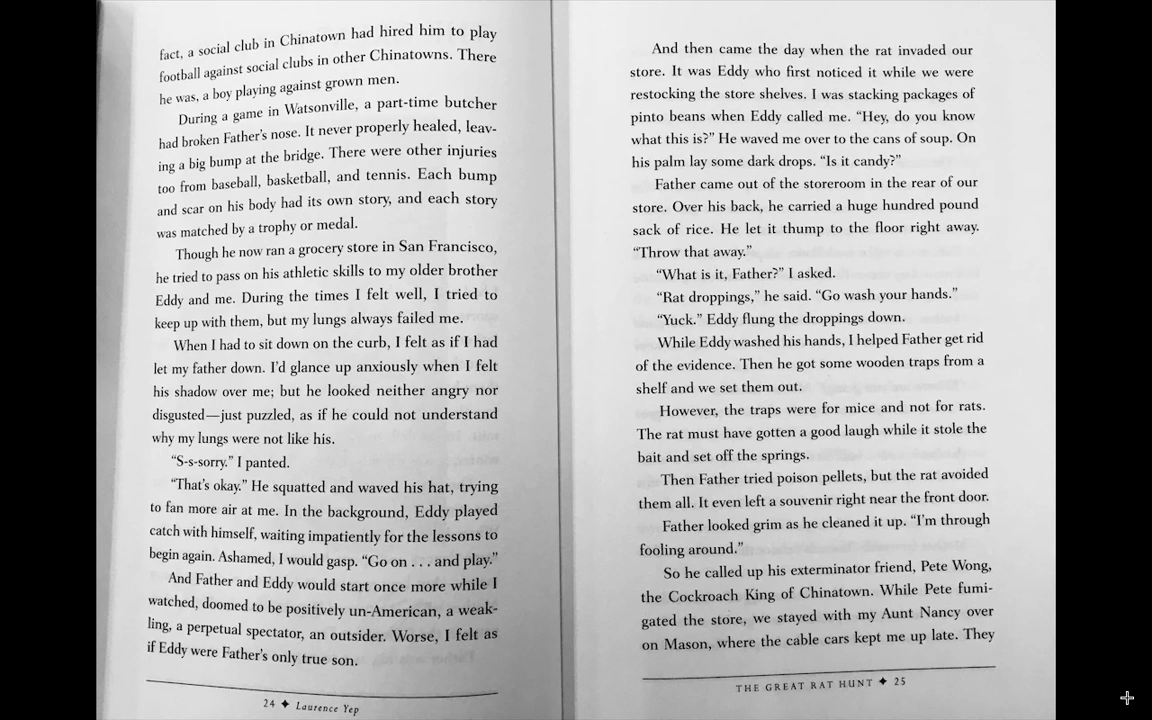 fact, a social club in Chinatown had hired him to play
football against social clubs in other Chinatowns. There
he was, a boy playing against grown men.
During a game in Watsonville, a part-time butcher
had broken Father's nose. It never properly healed, leav-
ing a big bump at the bridge. There were other injuries
too from baseball, basketball, and tennis. Each bump
and scar on his body had its own story, and each story
was matched by a trophy or medal.
Though he now ran a grocery store in San Francisco,
he tried to pass on his athletic skills to my older brother
Eddy and me. During the times I felt well, I tried to
keep up with them, but my lungs always failed me.
When I had to sit down on the curb, I felt as if I had
let my father down. I'd glance up anxiously when I felt
his shadow over me; but he looked neither angry nor
disgusted—just puzzled, as if he could not understand
why my lungs were not like his.
"S-s-sorry." I panted.
"That's okay." He squatted and waved his hat, trying
to fan more air at me. In the background, Eddy played
catch with himself, waiting impatiently for the lessons to
begin again. Ashamed, I would gasp. "Go on . . . and play."
And Father and Eddy would start once more while I
watched, doomed to be positively un-American, a weak-
ling, a perpetual spectator, an outsider. Worse, I felt as
if Eddy were Father's only true son.
24 ✦ Laurence Yep
And then came the day when the rat invaded our
store. It was Eddy who first noticed it while we were
restocking the store shelves. I was stacking packages of
pinto beans when Eddy called me. "Hey, do you know
what this is?" He waved me over to the cans of soup. On
his palm lay some dark drops. "Is it candy?"
Father came out of the storeroom in the rear of our
store. Over his back, he carried a huge hundred pound
sack of rice. He let it thump to the floor right away.
"Throw that away."
"What is it, Father?" I asked.
"Rat droppings," he said. "Go wash your hands."
"Yuck." Eddy flung the droppings down.
While Eddy washed his hands, I helped Father get rid
of the evidence. Then he got some wooden traps from a
shelf and we set them out.
However, the traps were for mice and not for rats.
The rat must have gotten a good laugh while it stole the
bait and set off the springs.
Then Father tried poison pellets, but the rat avoided
them all. It even left a souvenir right near the front door.
Father looked grim as he cleaned it up. "I'm through
fooling around."
So he called up his exterminator friend, Pete Wong,
the Cockroach King of Chinatown. While Pete fumi-
gated the store, we stayed with my Aunt Nancy over
on Mason, where the cable cars kept me up late. They
THE GREAT RAT HUNT ✦ 25